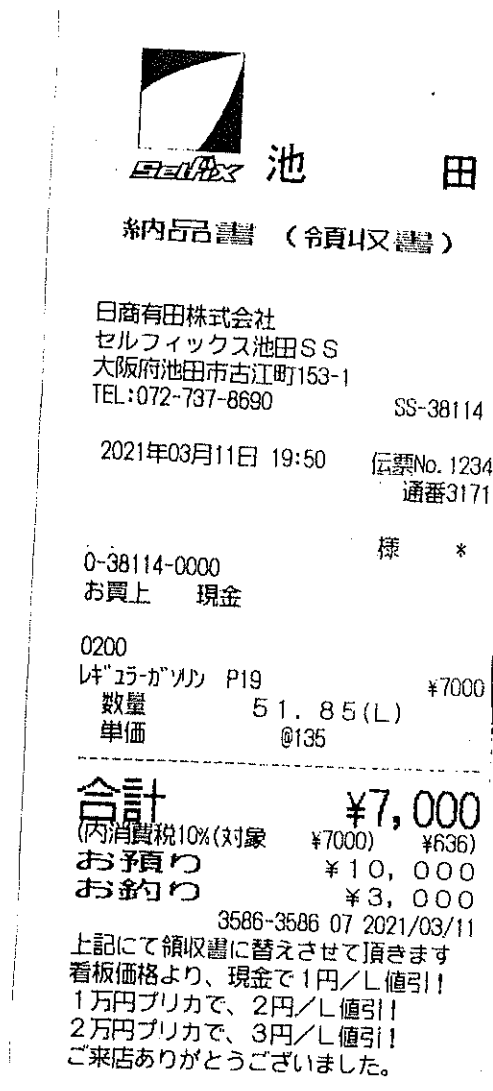 Selfix 池田
納品書 (領収書)
日商有田株式会社
セルフィックス池田SS
大阪府池田市古江町153-1
TEL:072-737-8690 SS-38114
2021年03月11日 19:50 伝票No.1234
通番3171
様 *
0-38114-0000
お買上 現金
0200
レギュラーガソリン P19 ¥7000
数量 51.85(L)
単価 @135
合計 ¥7,000
(内消費税10%(対象 ¥7000) ¥636)
お預り ¥10,000
お釣り ¥3,000
3586-3586 07 2021/03/11
上記にて領収書に替えさせて頂きます
看板価格より、現金で1円/L値引!
1万円プリカで、2円/L値引!
2万円プリカで、3円/L値引!
ご来店ありがとうございました。